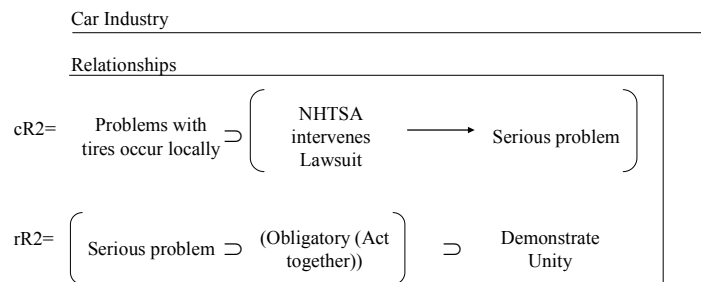 Car Industry
Relationships
cR2= Problems with tires occur locally ⊃ ( NHTSA intervenes Lawsuit → Serious problem )
rR2= ( Serious problem ⊃ (Obligatory (Act together)) ) ⊃ Demonstrate Unity